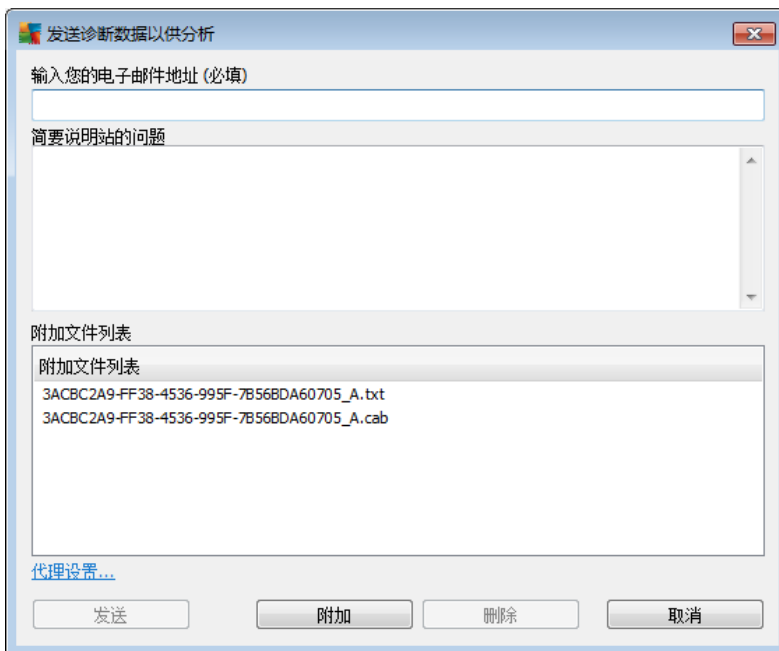 发送诊断数据以供分析
输入您的电子邮件地址 (必填)
简要说明站的问题
附加文件列表
附加文件列表
3ACBC2A9-FF38-4536-995F-7B56BDA60705_A.txt
3ACBC2A9-FF38-4536-995F-7B56BDA60705_A.cab
代理设置...
发送 附加 删除 取消